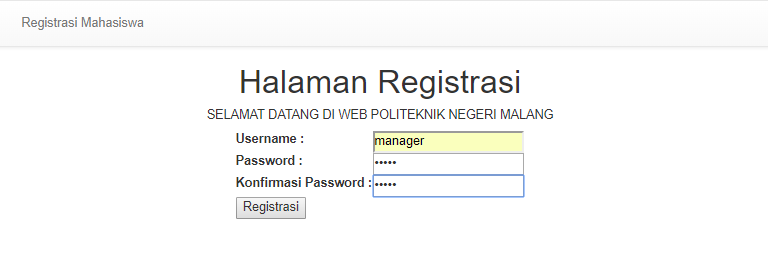 Registrasi Mahasiswa
Halaman Registrasi
SELAMAT DATANG DI WEB POLITEKNIK NEGERI MALANG
Username : manager
Password : •••••
Konfirmasi Password : •••••
Registrasi